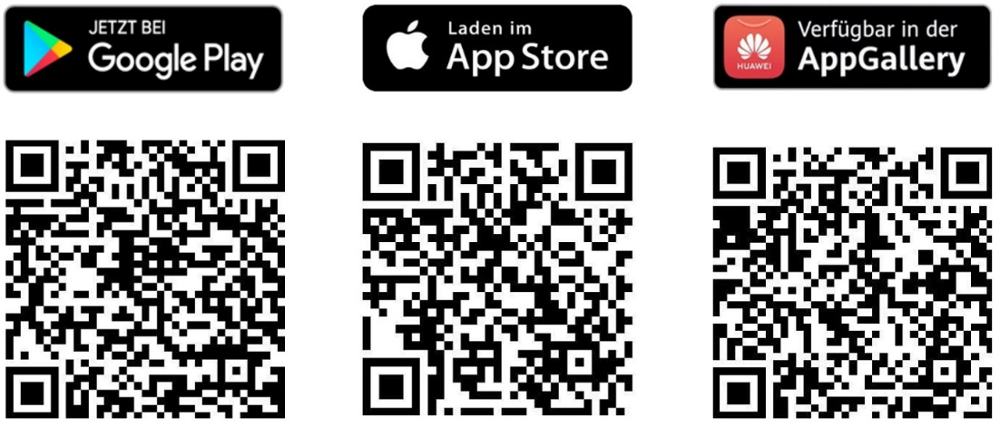 JETZT BEI
Google Play
Laden im
App Store
HUAWEI
Verfügbar in der
AppGallery